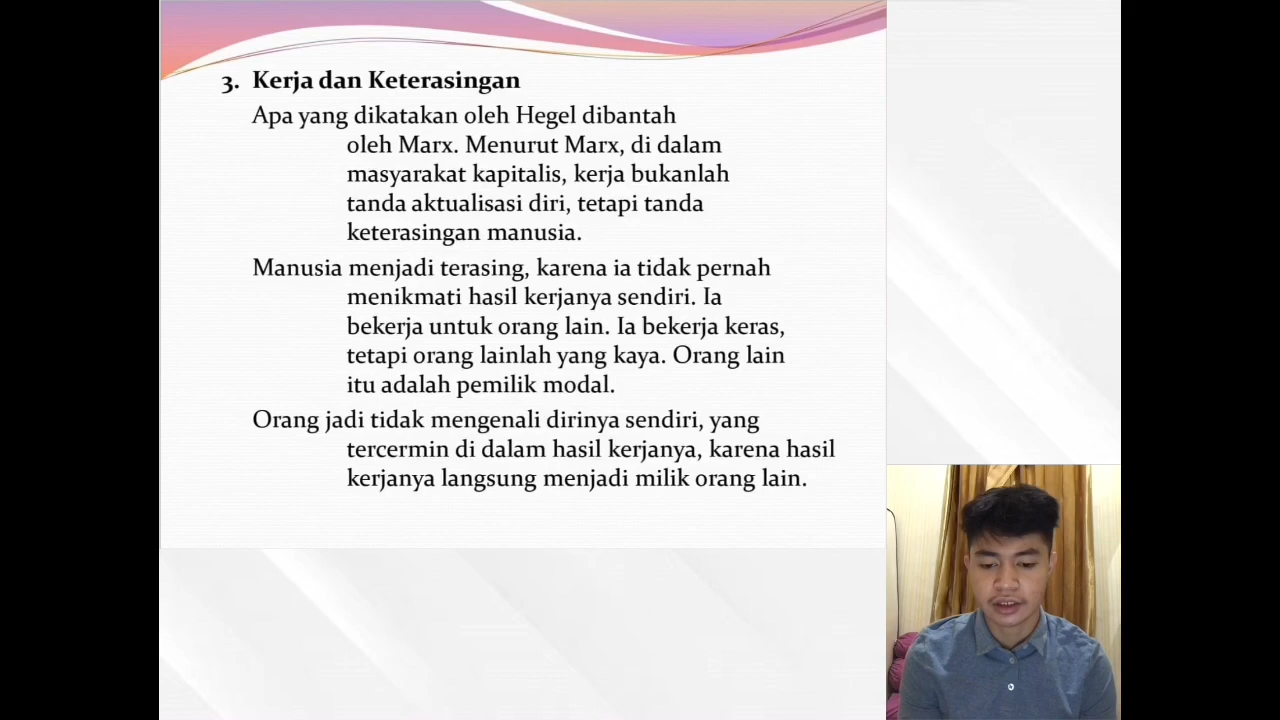 3. Kerja dan Keterasingan
Apa yang dikatakan oleh Hegel dibantah
oleh Marx. Menurut Marx, di dalam
masyarakat kapitalis, kerja bukanlah
tanda aktualisasi diri, tetapi tanda
keterasingan manusia.
Manusia menjadi terasing, karena ia tidak pernah
menikmati hasil kerjanya sendiri. Ia
bekerja untuk orang lain. Ia bekerja keras,
tetapi orang lainlah yang kaya. Orang lain
itu adalah pemilik modal.
Orang jadi tidak mengenali dirinya sendiri, yang
tercermin di dalam hasil kerjanya, karena hasil
kerjanya langsung menjadi milik orang lain.